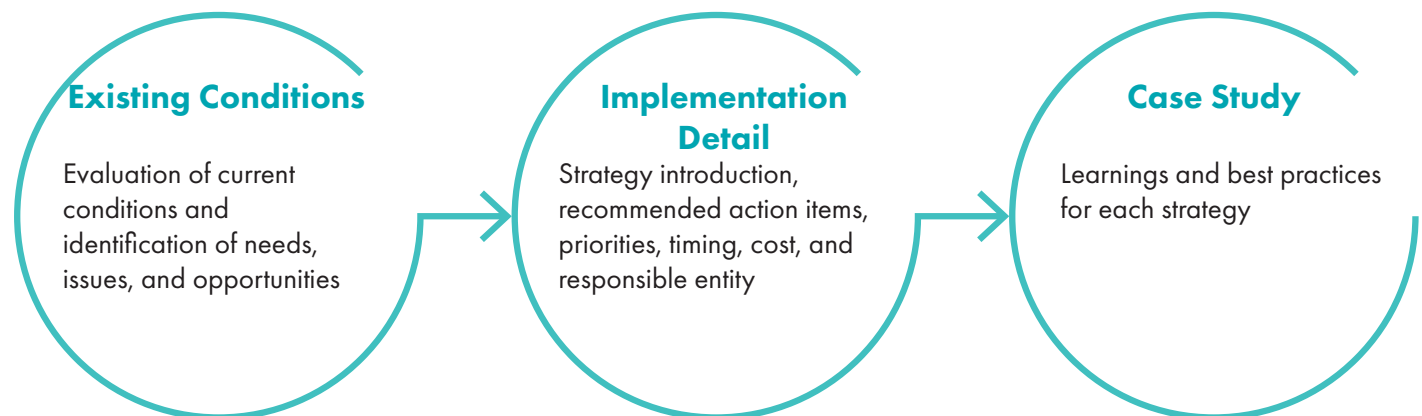 Existing Conditions
Evaluation of current
conditions and
identification of needs,
issues, and opportunities
Implementation
Detail
Strategy introduction,
recommended action items,
priorities, timing, cost, and
responsible entity
Case Study
Learnings and best practices
for each strategy